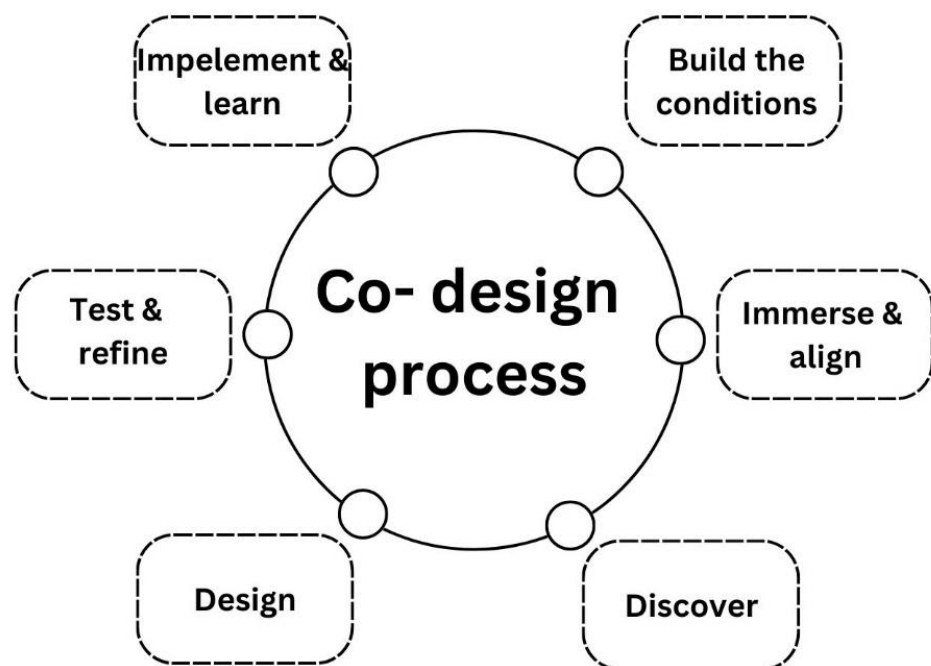 Impelement &
learn
Build the
conditions
Co- design
process
Test &
refine
Immerse &
align
Design
Discover